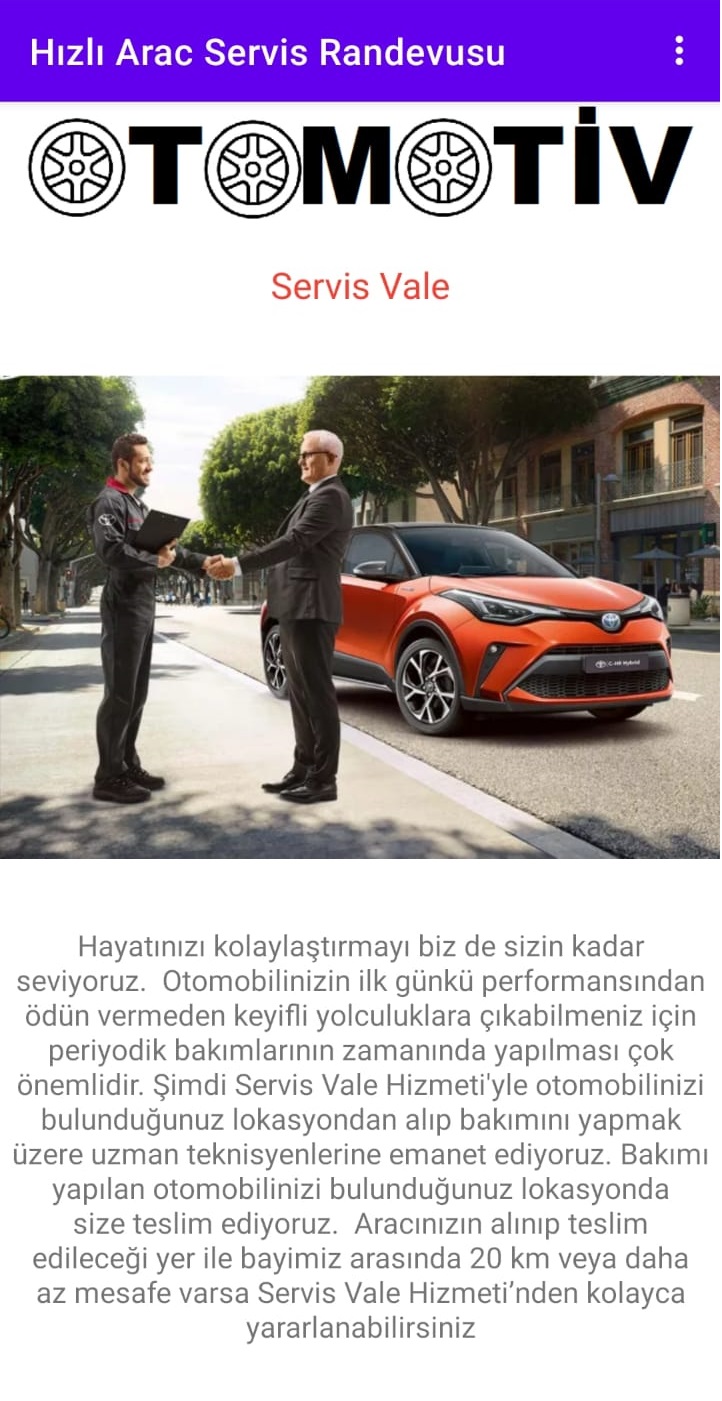 Hızlı Arac Servis Randevusu
OTOMOTİV
Servis Vale
C-HR Hybrid
Hayatınızı kolaylaştırmayı biz de sizin kadar
seviyoruz.  Otomobilinizin ilk günkü performansından
ödün vermeden keyifli yolculuklara çıkabilmeniz için
periyodik bakımlarının zamanında yapılması çok
önemlidir. Şimdi Servis Vale Hizmeti'yle otomobilinizi
bulunduğunuz lokasyondan alıp bakımını yapmak
üzere uzman teknisyenlerine emanet ediyoruz. Bakımı
yapılan otomobilinizi bulunduğunuz lokasyonda
size teslim ediyoruz.  Aracınızın alınıp teslim
edileceği yer ile bayimiz arasında 20 km veya daha
az mesafe varsa Servis Vale Hizmeti’nden kolayca
yararlanabilirsiniz